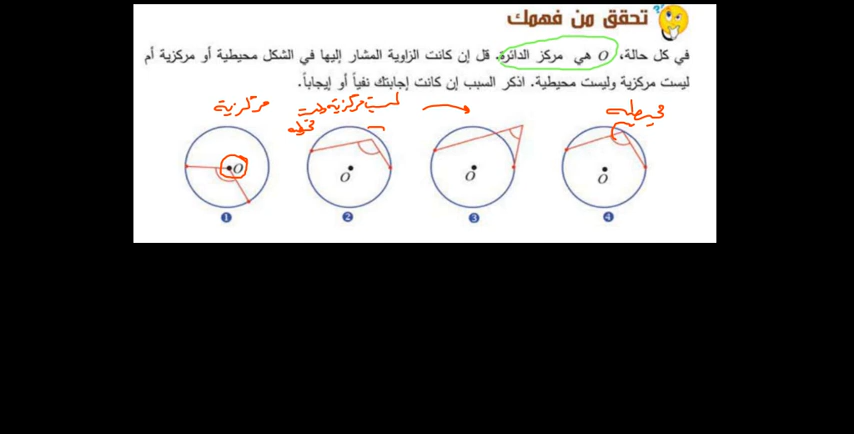 تحقق من فهمك
في كل حالة، O هي مركز الدائرة. قل إن كانت الزاوية المشار إليها في الشكل محيطية أو مركزية أم
ليست مركزية وليست محيطية. اذكر السبب إن كانت إجابتك نفياً أو إيجاباً.
محيطية
ليست مركزية
مركزية
O O O O
1 2 3 4